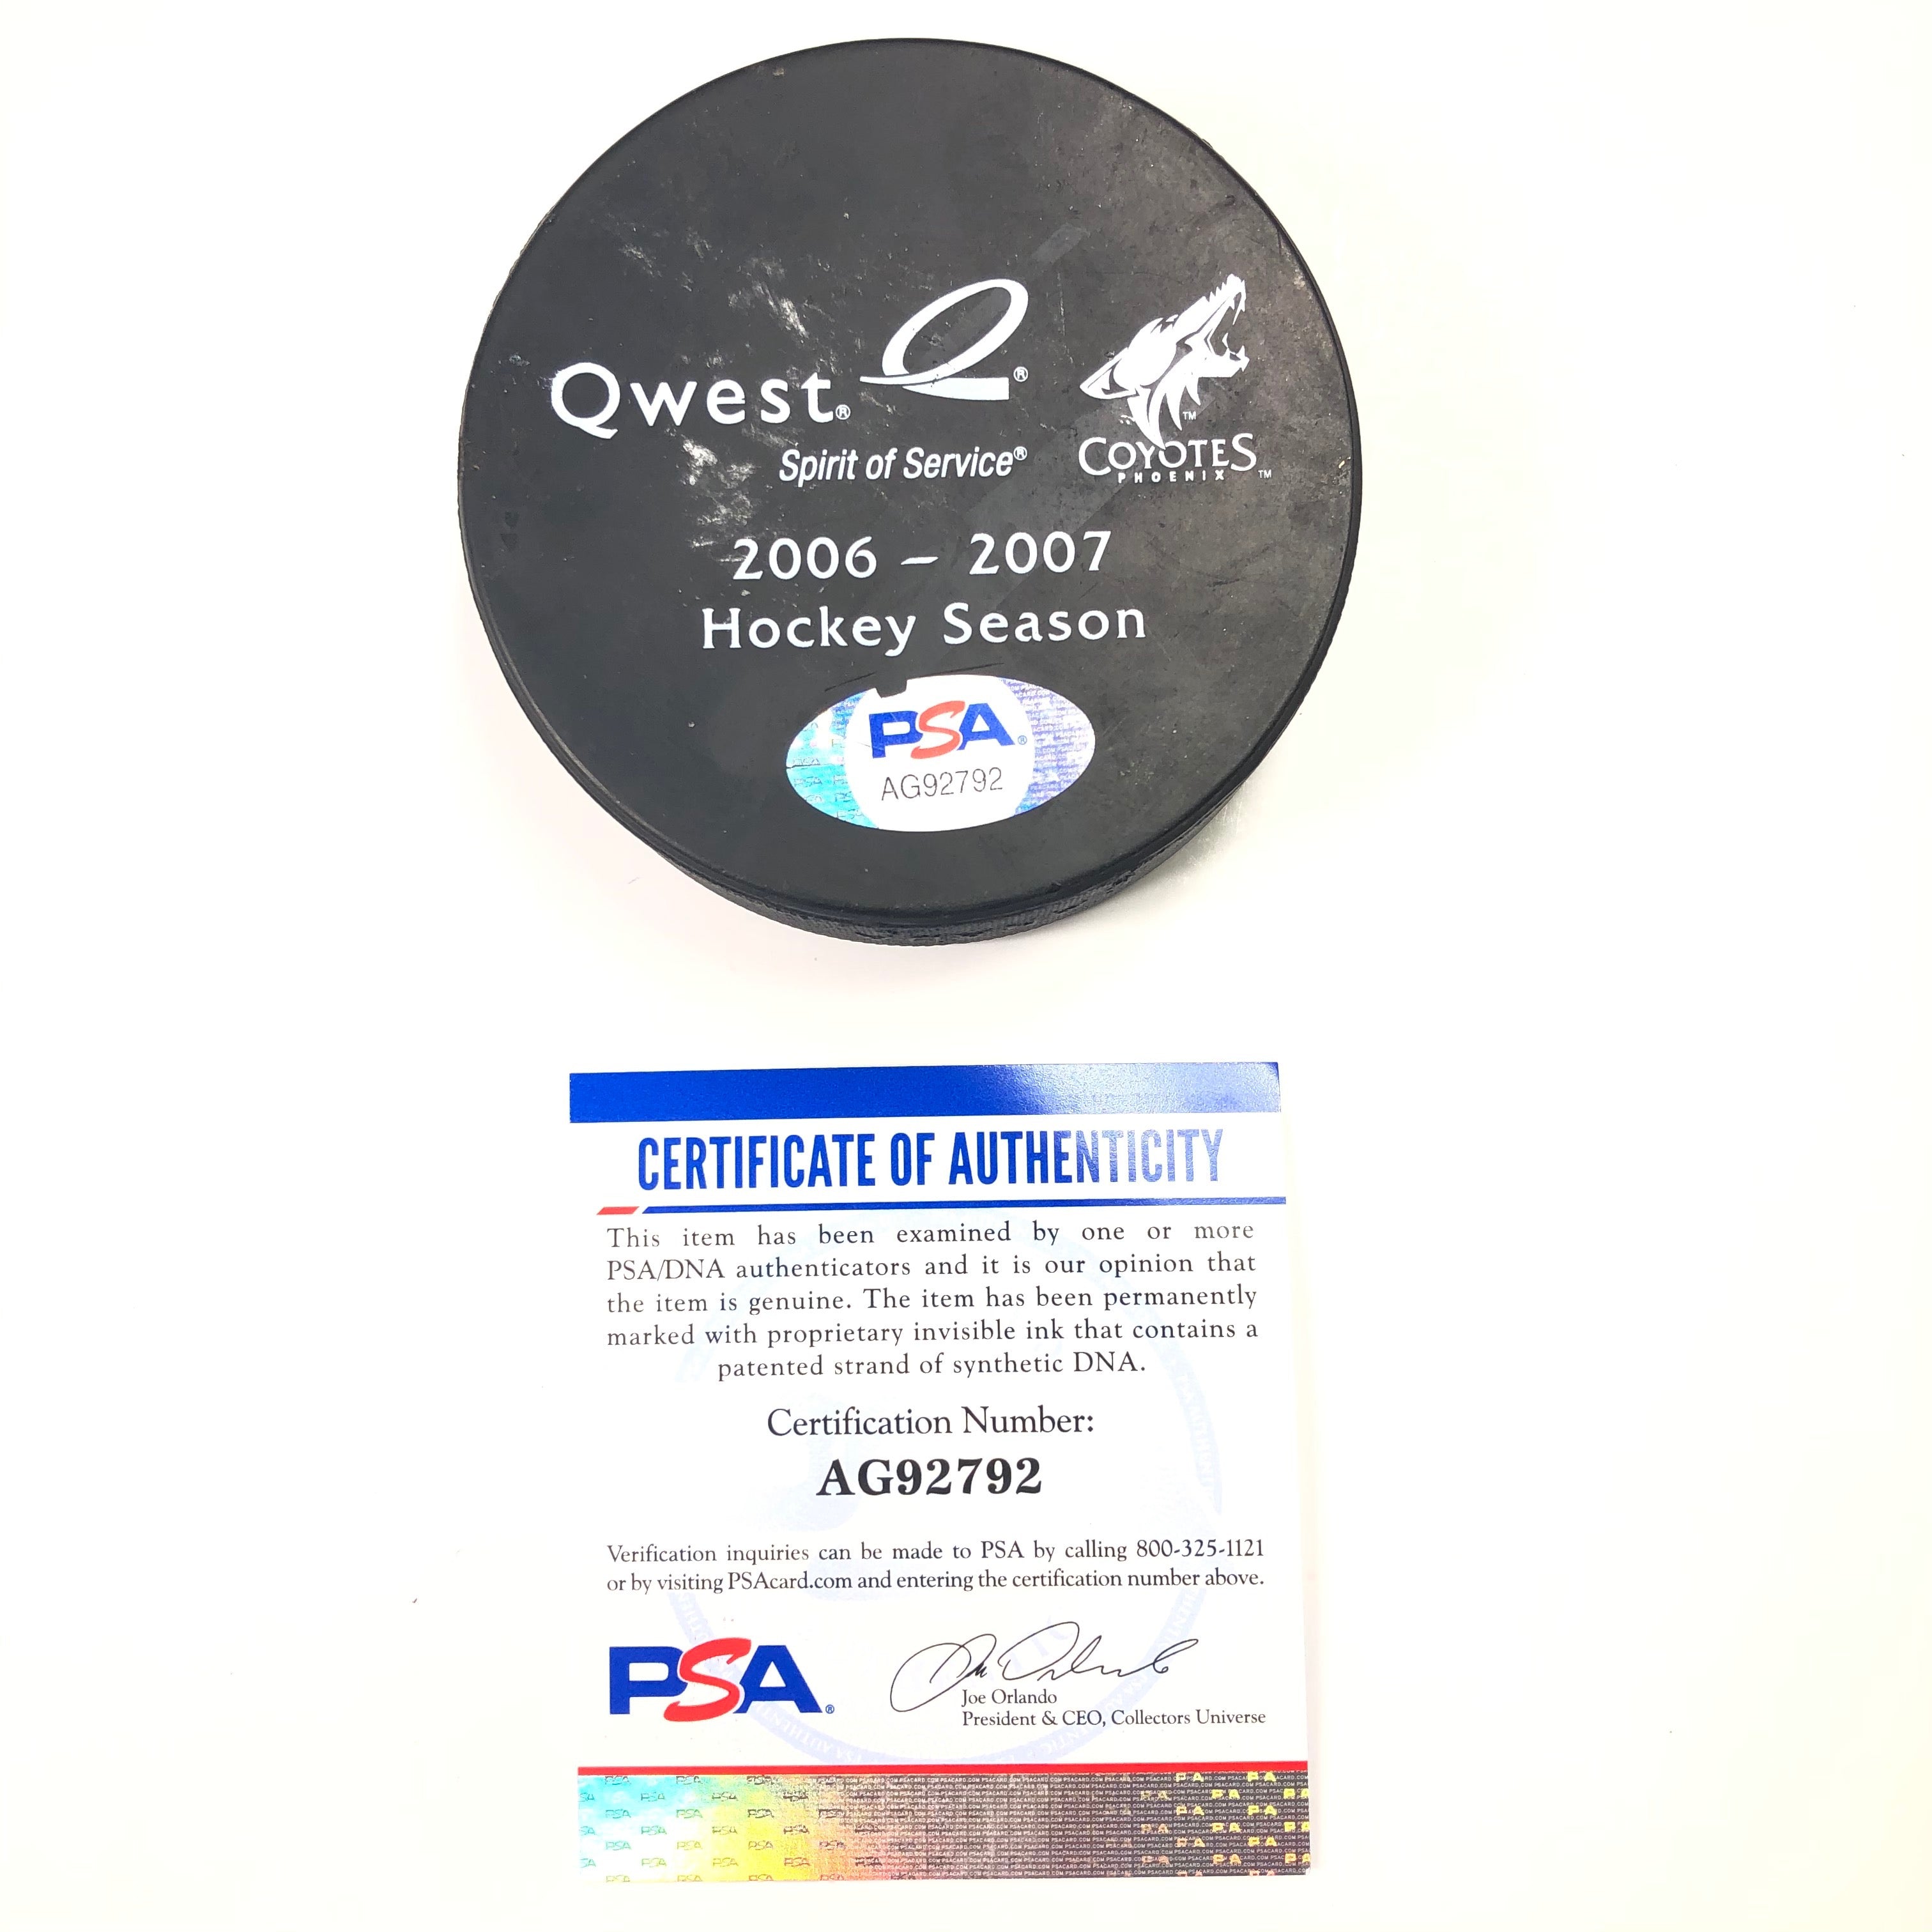 Qwest®
Q®
Spirit of Service®
TM
COYOTES TM
PHOENIX
2006 – 2007
Hockey Season
PSA®
AG92792
CERTIFICATE OF AUTHENTICITY
This item has been examined by one or more
PSA/DNA authenticators and it is our opinion that
the item is genuine. The item has been permanently
marked with proprietary invisible ink that contains a
patented strand of synthetic DNA.
Certification Number:
AG92792
Verification inquiries can be made to PSA by calling 800-325-1121
or by visiting PSAcard.com and entering the certification number above.
PSA®
Joe Orlando
President & CEO, Collectors Universe